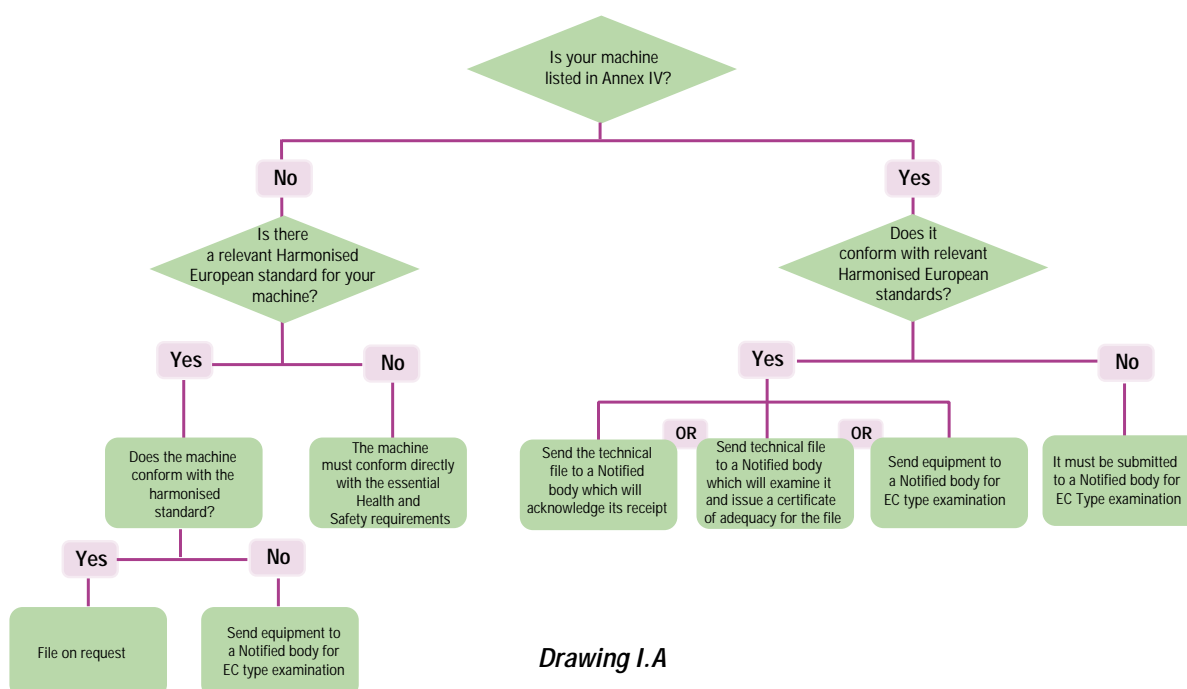 Is your machine
listed in Annex IV?
No
Yes
Is there
a relevant Harmonised
European standard for your
machine?
Does it
conform with relevant
Harmonised European
standards?
Yes
No
Yes
No
Does the machine
conform with the
harmonised
standard?
The machine
must conform directly
with the essential
Health and
Safety requirements
Send the technical
file to a Notified
body which will
acknowledge its receipt
OR
Send technical file
to a Notified body
which will examine it
and issue a certificate
of adequacy for the file
OR
Send equipment to
a Notified body for
EC type examination
It must be submitted
to a Notified body for
EC Type examination
Yes
No
File on request
Send equipment to
a Notified body for
EC type examination
Drawing I.A